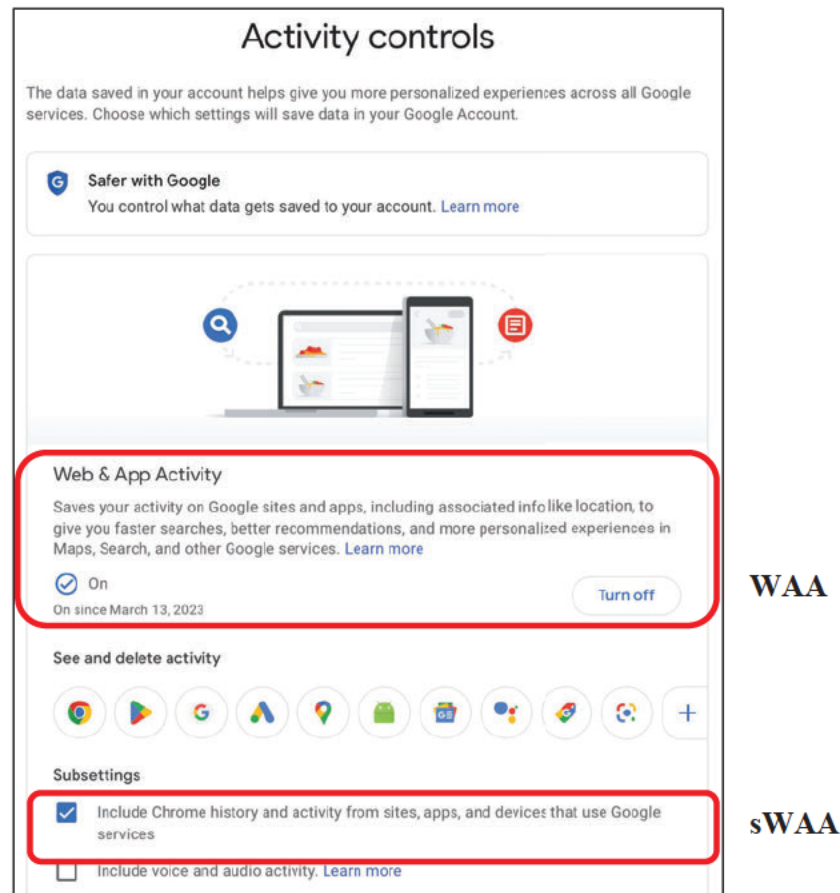 Activity controls
The data saved in your account helps give you more personalized experiences across all Google
services. Choose which settings will save data in your Google Account.
Safer with Google
You control what data gets saved to your account. Learn more
Web & App Activity
Saves your activity on Google sites and apps, including associated info like location, to
give you faster searches, better recommendations, and more personalized experiences in
Maps, Search, and other Google services. Learn more
On
On since March 13, 2023
Turn off
WAA
See and delete activity
Subsettings
Include Chrome history and activity from sites, apps, and devices that use Google
services
sWAA
Include voice and audio activity. Learn more